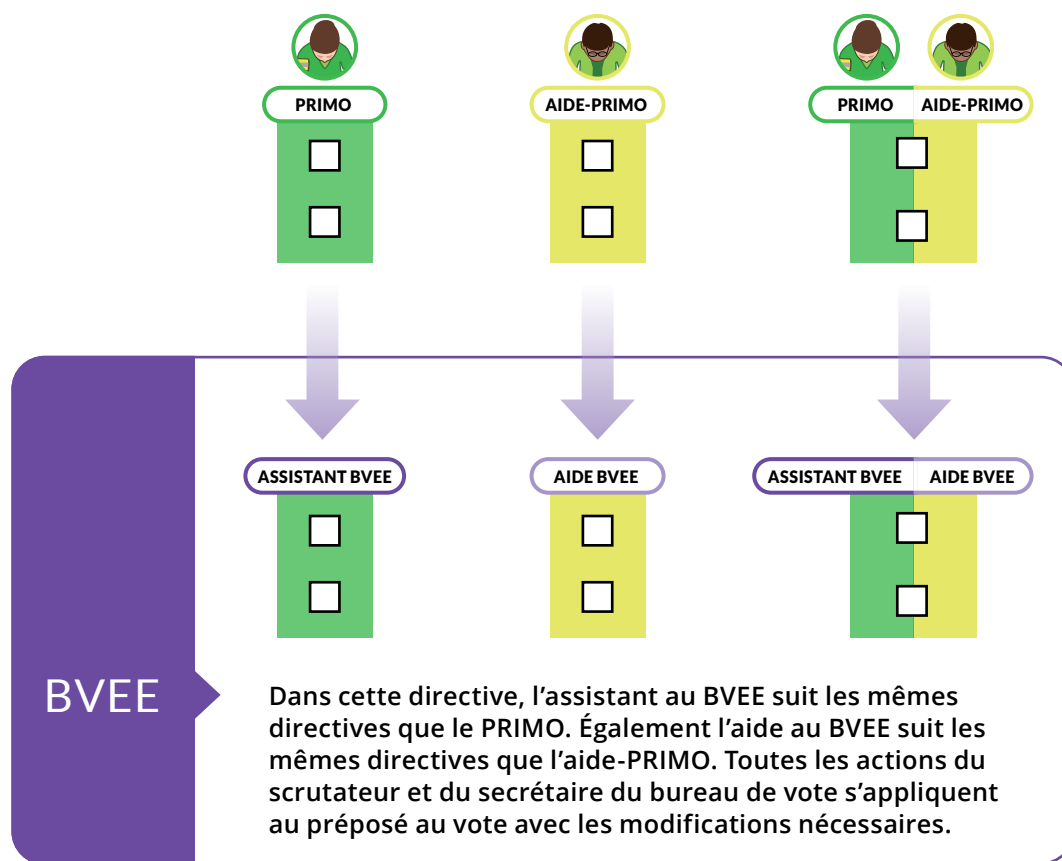 PRIMO
AIDE-PRIMO
PRIMO AIDE-PRIMO
ASSISTANT BVEE
AIDE BVEE
ASSISTANT BVEE AIDE BVEE
BVEE
Dans cette directive, l’assistant au BVEE suit les mêmes
directives que le PRIMO. Également l’aide au BVEE suit les
mêmes directives que l’aide-PRIMO. Toutes les actions du
scrutateur et du secrétaire du bureau de vote s’appliquent
au préposé au vote avec les modifications nécessaires.